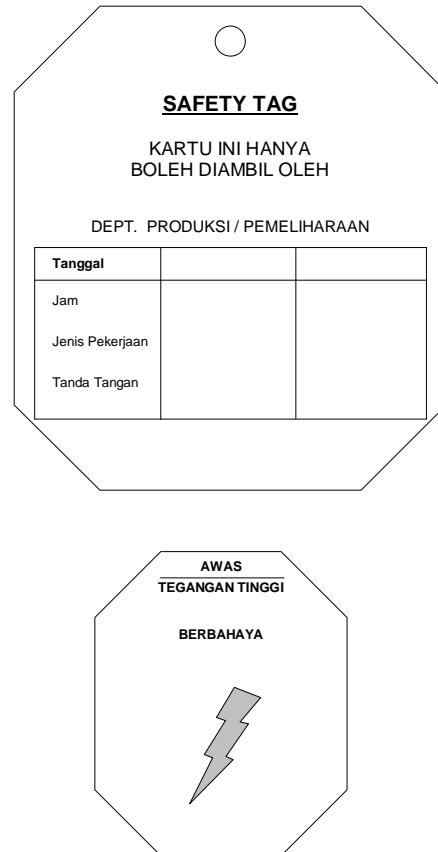 SAFETY TAG
KARTU INI HANYA
BOLEH DIAMBIL OLEH
DEPT. PRODUKSI / PEMELIHARAAN
Tanggal
Jam
Jenis Pekerjaan
Tanda Tangan
AWAS
TEGANGAN TINGGI
BERBAHAYA